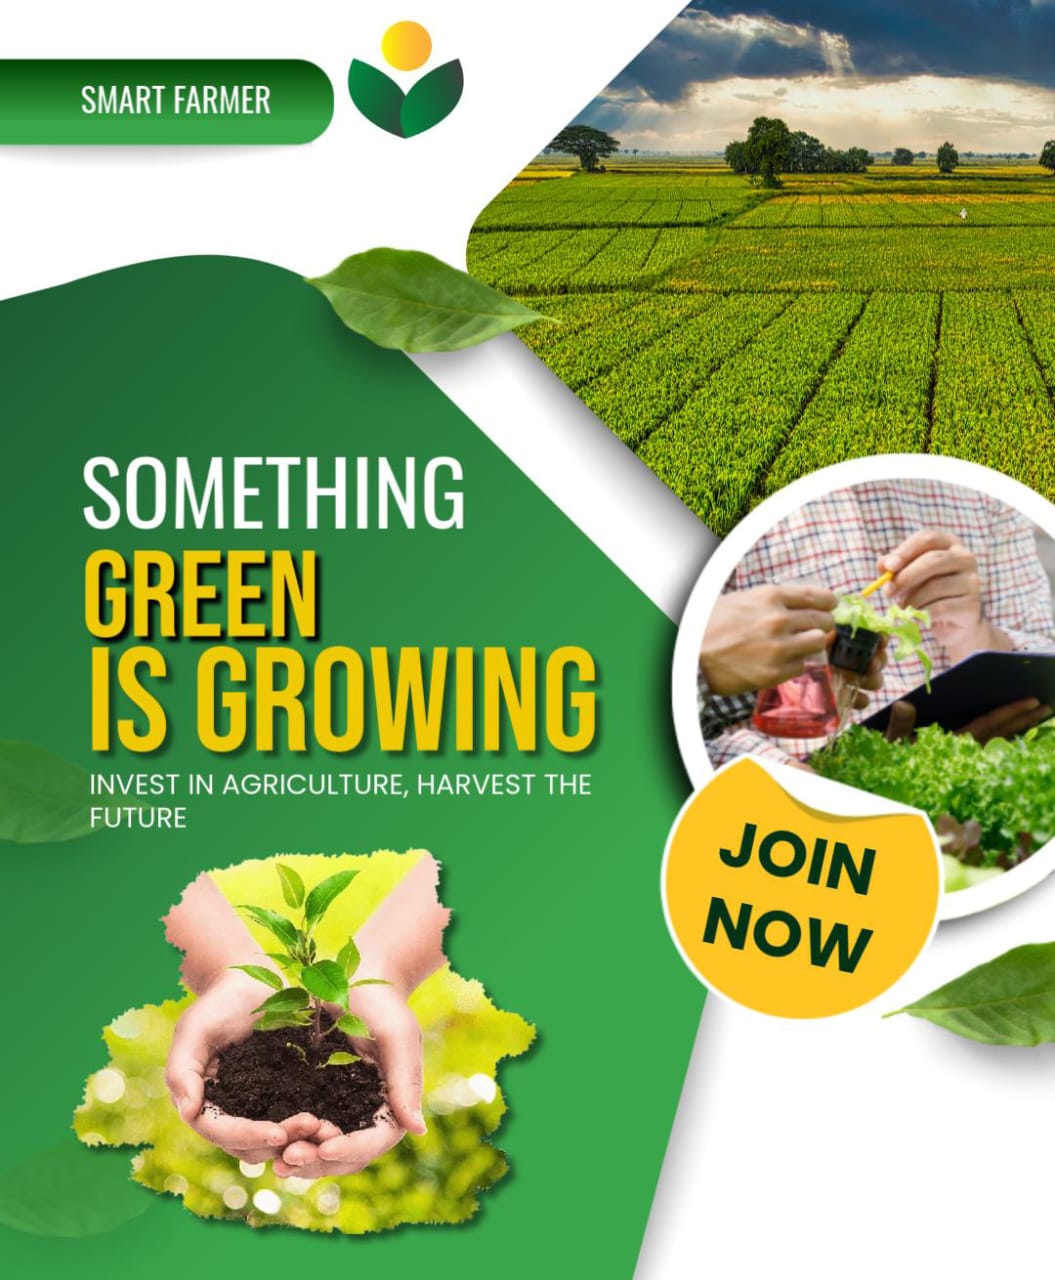 SMART FARMER
SOMETHING
GREEN
IS GROWING
INVEST IN AGRICULTURE, HARVEST THE
FUTURE
JOIN
NOW